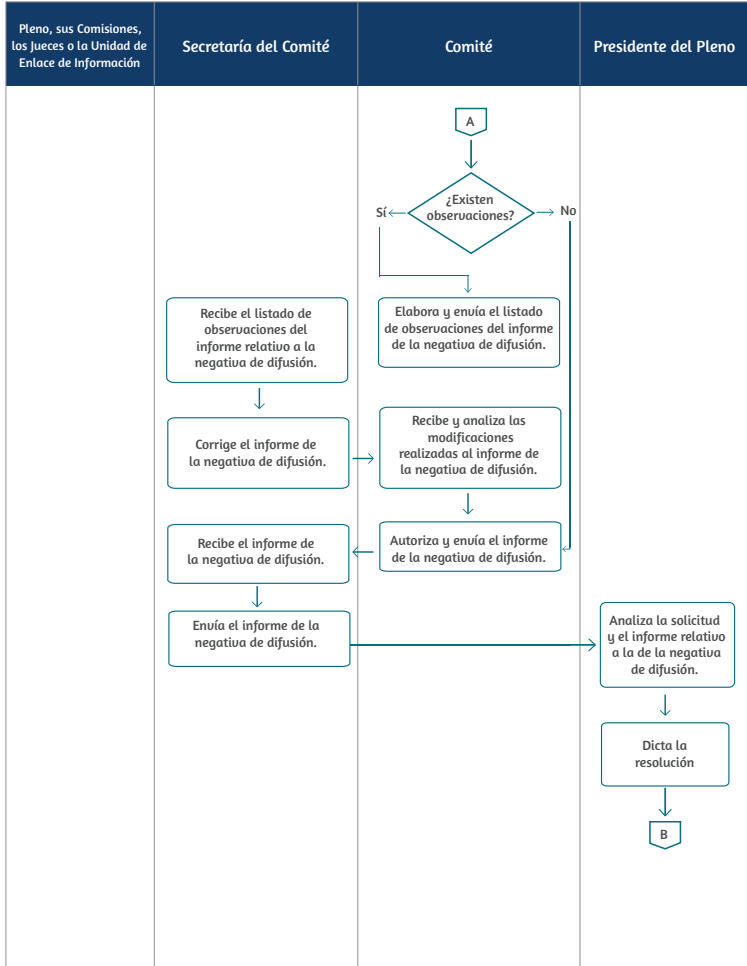 Pleno, sus Comisiones,
los Jueces o la Unidad de
Enlace de Información
Secretaría del Comité
Comité
Presidente del Pleno
A
¿Existen
observaciones?
Sí
No
Elabora y envía el listado
de observaciones del informe
de la negativa de difusión.
Recibe el listado de
observaciones del
informe relativo a la
negativa de difusión.
Corrige el informe de
la negativa de difusión.
Recibe y analiza las
modificaciones
realizadas al informe de
la negativa de difusión.
Autoriza y envía el informe
de la negativa de difusión.
Recibe el informe de
la negativa de difusión.
Envía el informe de la
negativa de difusión.
Analiza la solicitud
y el informe relativo
a la de la negativa
de difusión.
Dicta la
resolución
B